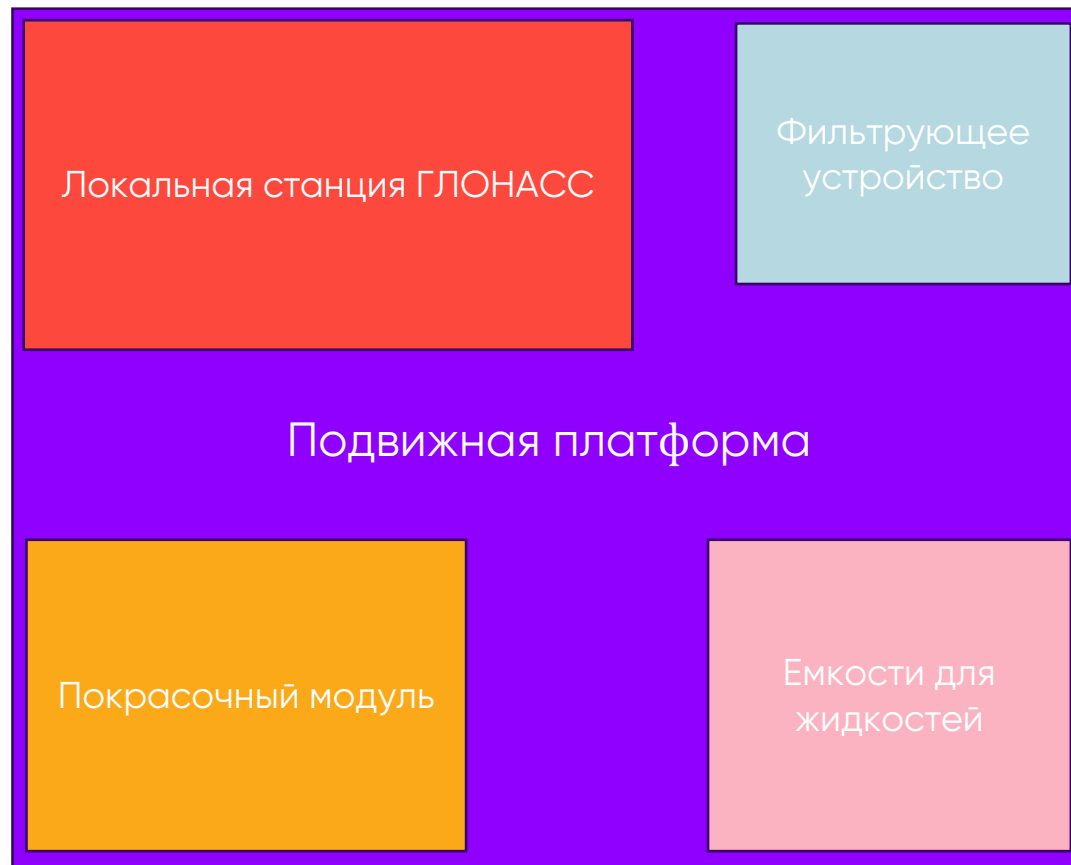 Локальная станция ГЛОНАСС
Фильтрующее
устройство
Подвижная платформа
Покрасочный модуль
Емкости для
жидкостей